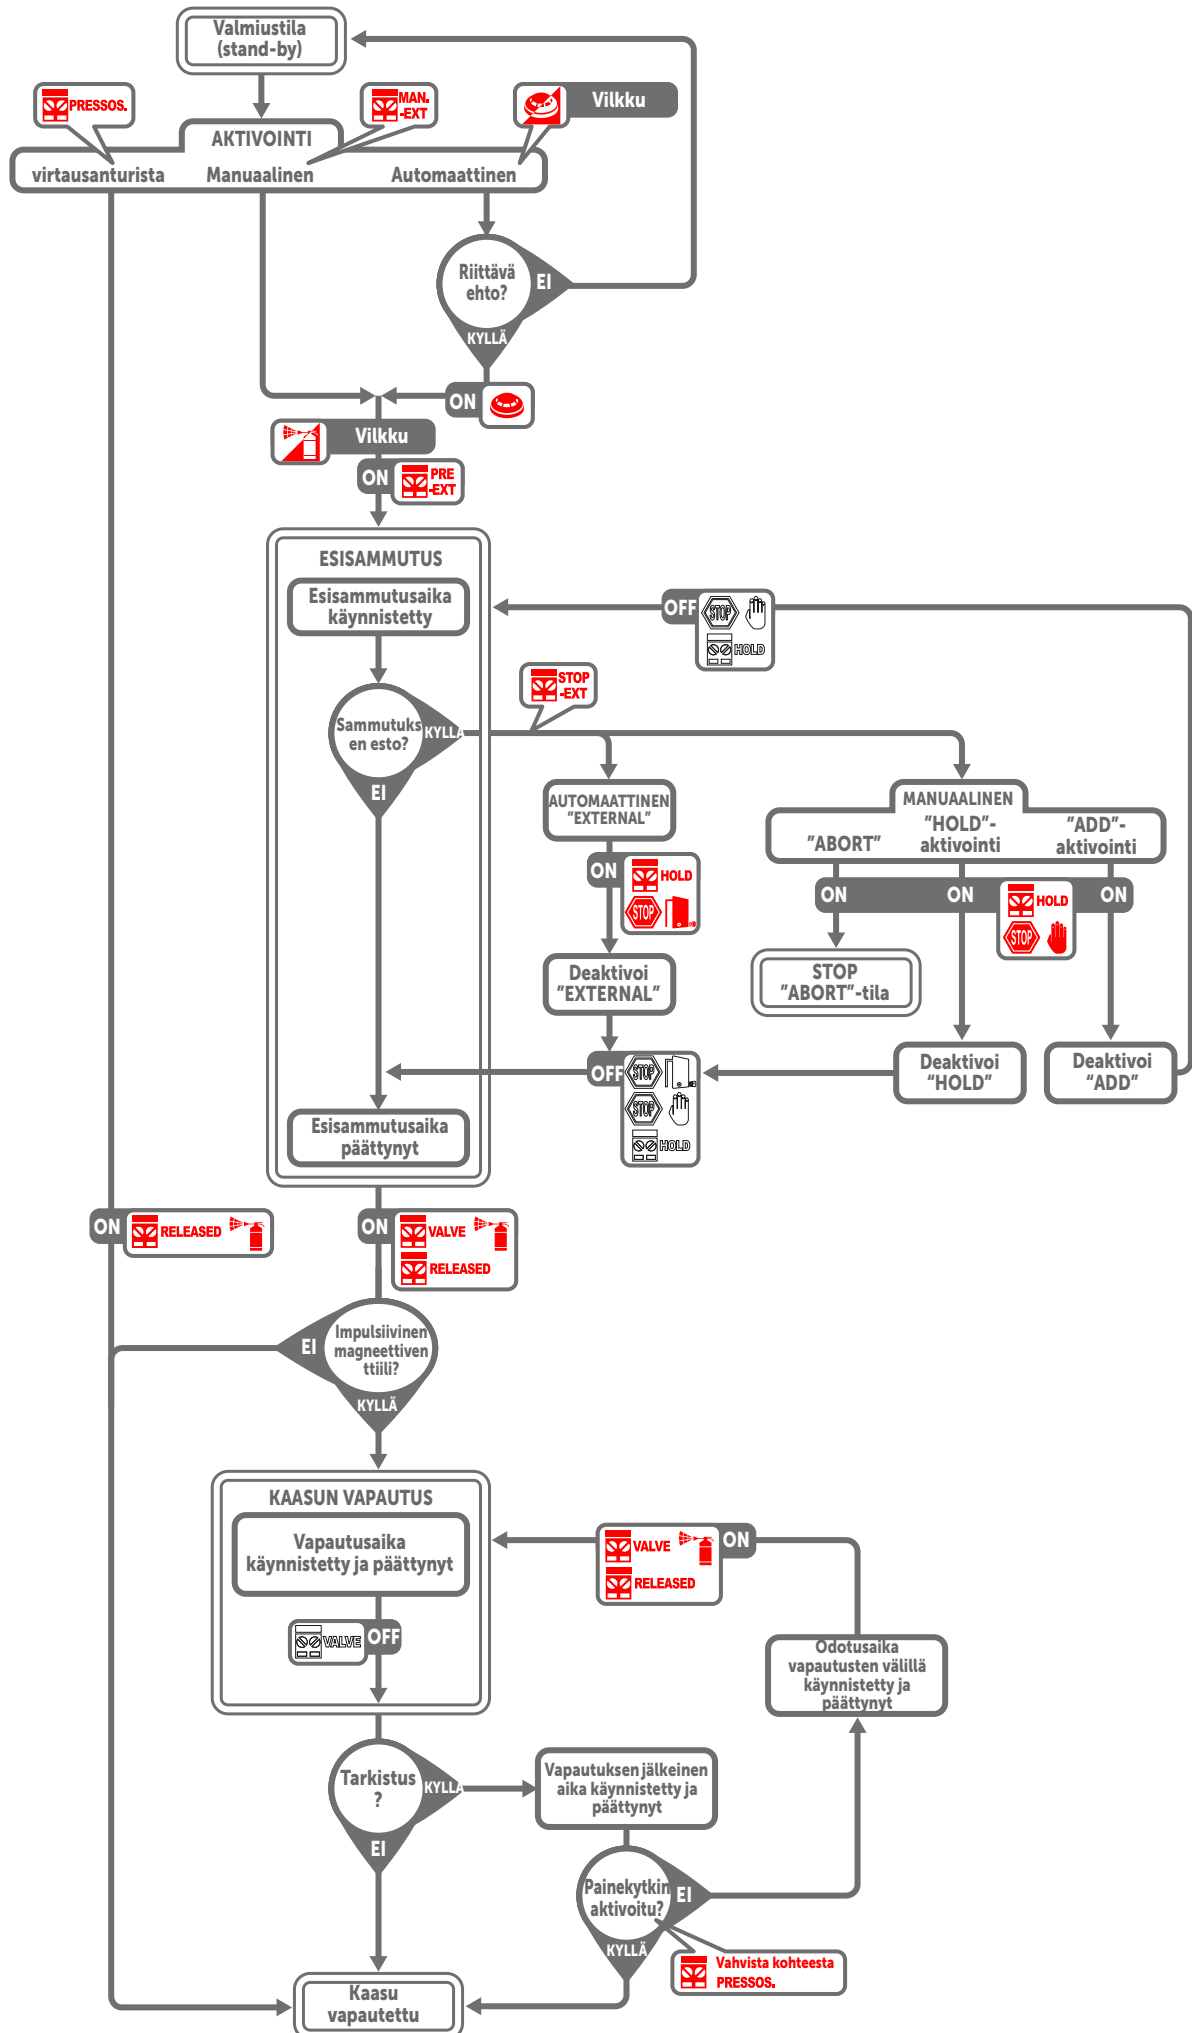 Valmiustila
(stand-by)
PRESSOS.
MAN.
-EXT
Vilkku
AKTIVOINTI
virtausanturista
Manuaalinen
Automaattinen
Riittävä
ehto?
EI
KYLLÄ
ON
Vilkku
ON
PRE
-EXT
ESISAMMUTUS
Esisammutusaika
käynnistetty
OFF
STOP
HOLD
STOP
-EXT
Sammutuks
en esto?
KYLLÄ
EI
AUTOMAATTINEN
"EXTERNAL"
MANUAALINEN
"ABORT"
"HOLD"-
aktivointi
"ADD"-
aktivointi
ON
HOLD
STOP
ON
ON
HOLD
STOP
ON
Deaktivoi
"EXTERNAL"
STOP
"ABORT"-tila
OFF
STOP
STOP
HOLD
Deaktivoi
"HOLD"
Deaktivoi
"ADD"
Esisammutusaika
päättynyt
ON
RELEASED
ON
VALVE
RELEASED
Impulsiivinen
magneettiven
ttiili?
EI
KYLLÄ
KAASUN VAPAUTUS
Vapautusaika
käynnistetty ja päättynyt
VALVE
RELEASED
ON
VALVE
OFF
Odotusaika
vapautusten välillä
käynnistetty ja
päättynyt
Tarkistus
?
KYLLÄ
EI
Vapautuksen jälkeinen
aika käynnistetty ja
päättynyt
Painekytkin
aktivoitu?
EI
KYLLÄ
Vahvista kohteesta
PRESSOS.
Kaasu
vapautettu